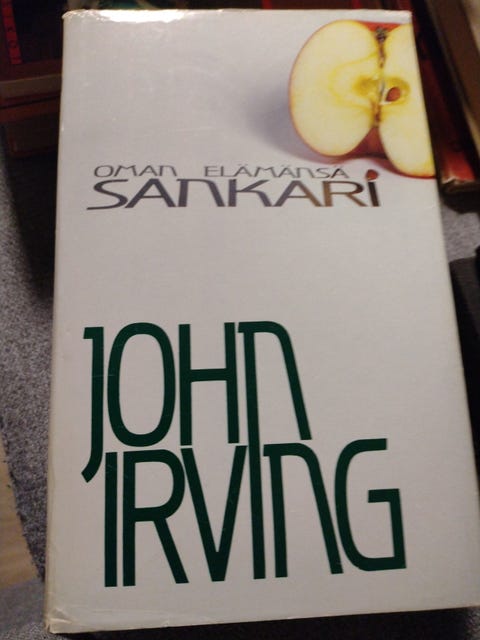 OMAN ELÄMÄNSÄ
SANKARI
JOHN
IRVING